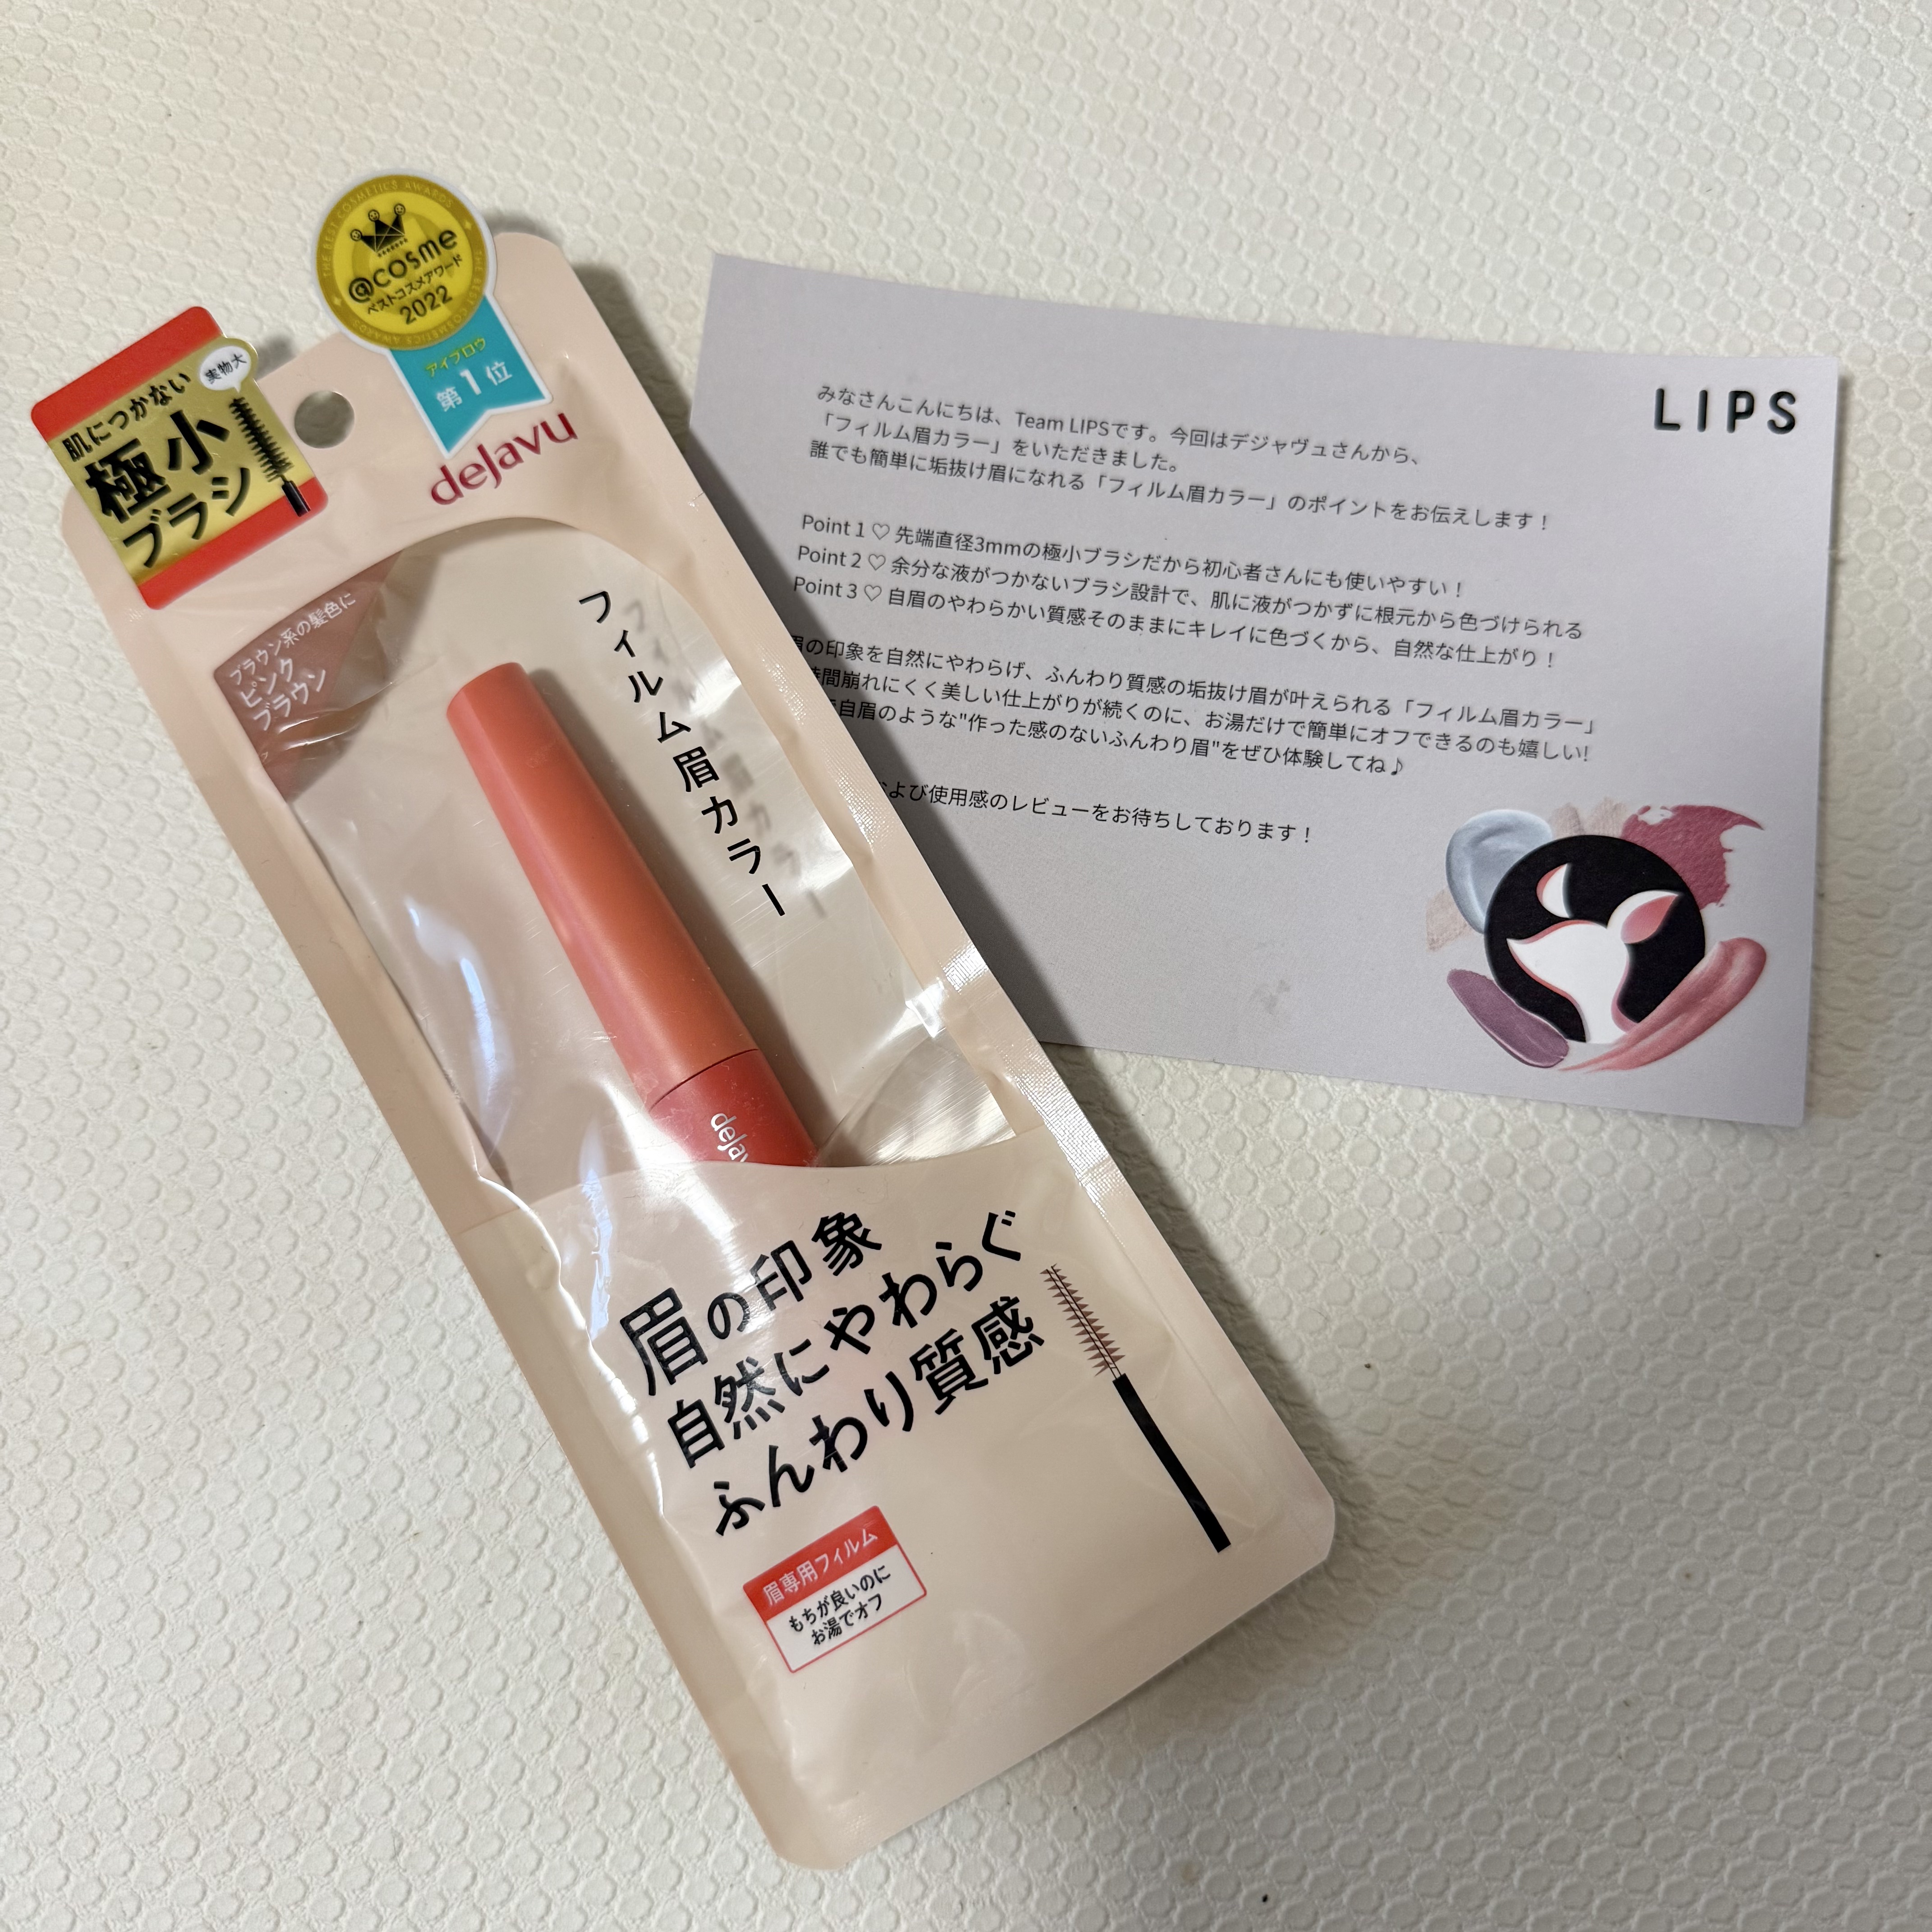 THE BEST COSMETICS AWARDS
@cosme
ベストコスメアワード
2022
アイブロウ
第1位
実物大
肌につかない
極小
ブラシ
dejavu
ブラウン系の髪色に
ピンク
ブラウン
フィルム眉カラー
眉の印象
自然にやわらぐ
ふんわり質感
眉専用フィルム
もちが良いのに
お湯でオフ
LIPS
みなさんこんにちは、Team LIPSです。今回はデジャヴュさんから、
「フィルム眉カラー」をいただきました。
誰でも簡単に垢抜け眉になれる「フィルム眉カラー」のポイントをお伝えします！
Point 1 ♡ 先端直径3mmの極小ブラシだから初心者さんにも使いやすい！
Point 2 ♡ 余分な液がつかないブラシ設計で、肌に液がつかずに根元から色づけられる
Point 3 ♡ 自眉のやわらかい質感そのままにキレイに色づくから、自然な仕上がり！
眉の印象を自然にやわらげ、ふんわり質感の垢抜け眉が叶えられる「フィルム眉カラー」
時間崩れにくく美しい仕上がりが続くのに、お湯だけで簡単にオフできるのも嬉しい!
自眉のような"作った感のないふんわり眉"をぜひ体験してね♪
および使用感のレビューをお待ちしております！